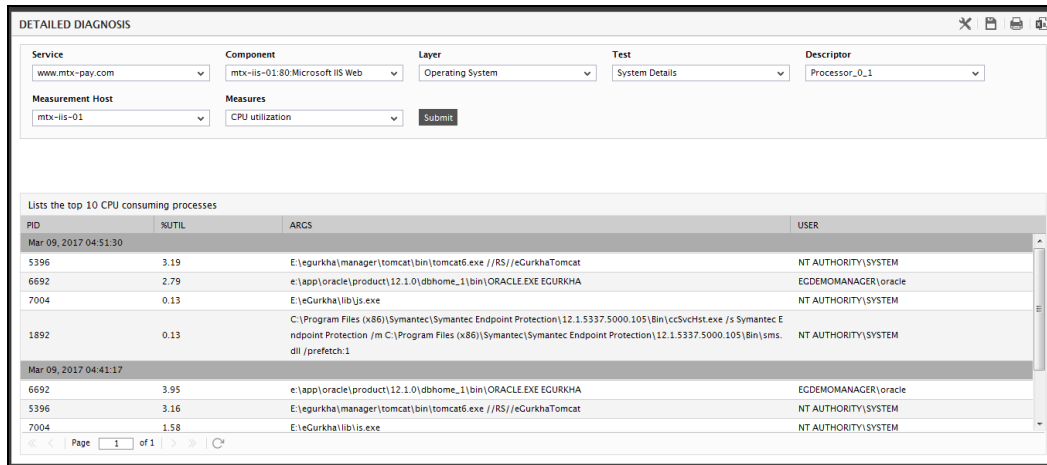 DETAILED DIAGNOSIS
Service Component Layer Test Descriptor
www.mtx-pay.com mtx-iis-01:80:Microsoft IIS Web Operating System System Details Processor_0_1
Measurement Host Measures
mtx-iis-01 CPU utilization Submit
Lists the top 10 CPU consuming processes
PID %UTIL ARGS USER
Mar 09, 2017 04:51:30
5396 3.19 E:\egurkha\manager\tomcat\bin\tomcat6.exe //RS//eGurkhaTomcat NT AUTHORITY\SYSTEM
6692 2.79 e:\app\oracle\product\12.1.0\dbhome_1\bin\ORACLE.EXE EGURKHA EGDEMOMANAGER\oracle
7004 0.13 E:\eGurkha\lib\js.exe NT AUTHORITY\SYSTEM
C:\Program Files (x86)\Symantec\Symantec Endpoint Protection\12.1.5337.5000.105\Bin\ccSvcHst.exe /s Symantec E
1892 0.13 ndpoint Protection /m C:\Program Files (x86)\Symantec\Symantec Endpoint Protection\12.1.5337.5000.105\Bin\sms. NT AUTHORITY\SYSTEM
dll /prefetch:1
Mar 09, 2017 04:41:17
6692 3.95 e:\app\oracle\product\12.1.0\dbhome_1\bin\ORACLE.EXE EGURKHA EGDEMOMANAGER\oracle
5396 3.16 E:\egurkha\manager\tomcat\bin\tomcat6.exe //RS//eGurkhaTomcat NT AUTHORITY\SYSTEM
7004 1.58 E:\eGurkha\lib\js.exe NT AUTHORITY\SYSTEM
Page 1 of 1